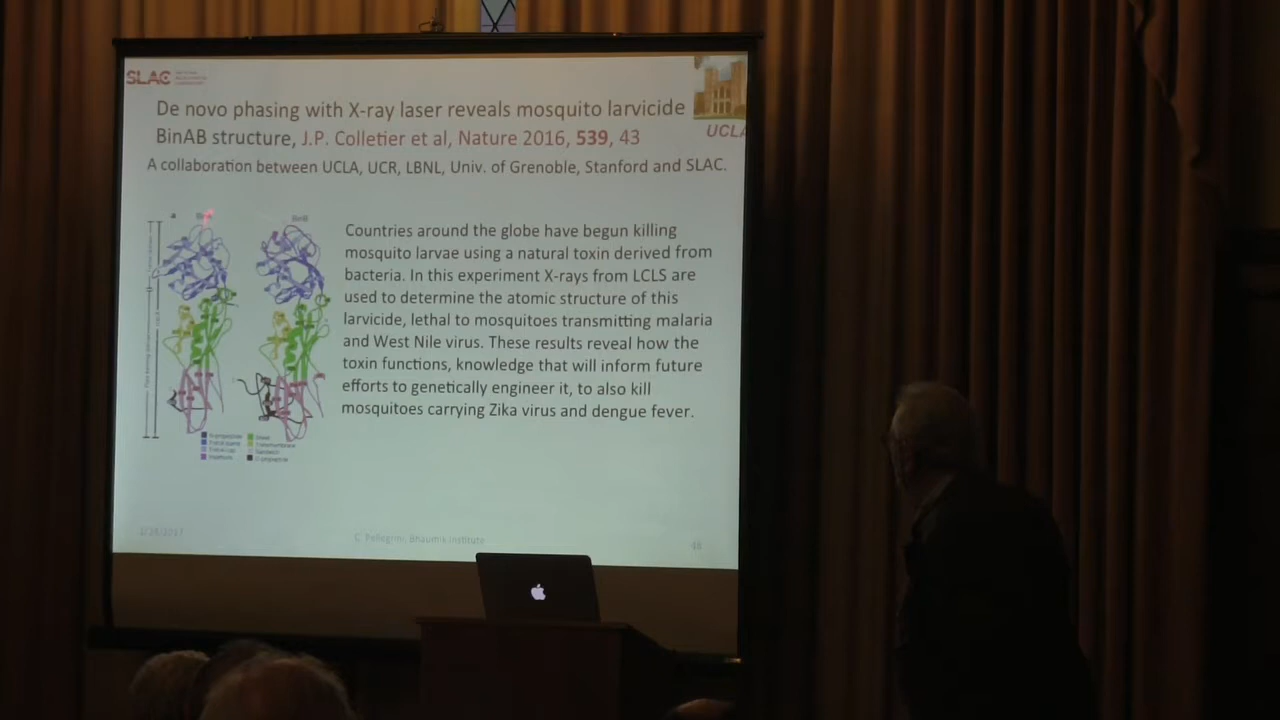 SLAC
De novo phasing with X-ray laser reveals mosquito larvicide
BinAB structure, J.P. Colletier et al, Nature 2016, 539, 43
UCLA
A collaboration between UCLA, UCR, LBNL, Univ. of Grenoble, Stanford and SLAC.
BinB
Countries around the globe have begun killing
mosquito larvae using a natural toxin derived from
bacteria. In this experiment X-rays from LCLS are
used to determine the atomic structure of this
larvicide, lethal to mosquitoes transmitting malaria
and West Nile virus. These results reveal how the
toxin functions, knowledge that will inform future
efforts to genetically engineer it, to also kill
mosquitoes carrying Zika virus and dengue fever.
C. Pellegrini, Bhaumik Institute
48